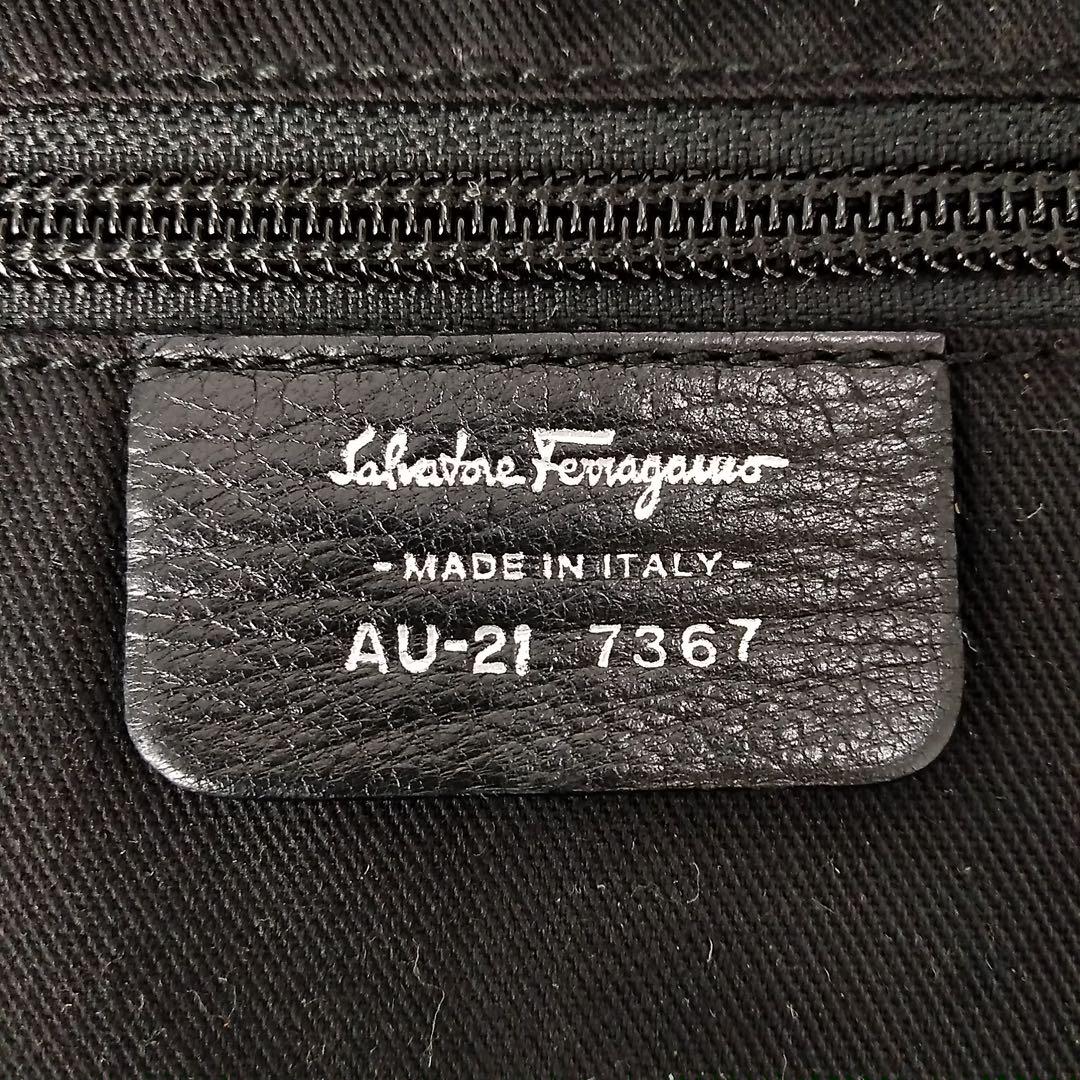 Salvatore Ferragamo
- MADE IN ITALY -
AU-21 7367